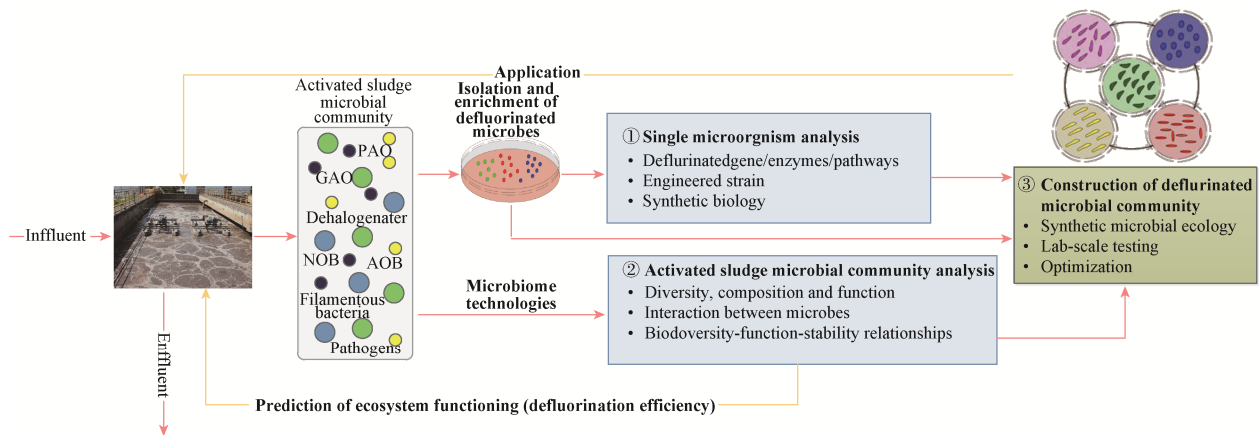 Application
Activated sludge
microbial
community
Isolation and
enrichment of
defluorinated
microbes
PAO
GAO
Dehalogenater
NOB
AOB
Filamentous
bacteria
Pathogens
Inffluent
Enffluent
① Single microorgnism analysis
• Deflurinatedgene/enzymes/pathways
• Engineered strain
• Synthetic biology
Microbiome
technologies
② Activated sludge microbial community analysis
• Diversity, composition and function
• Interaction between microbes
• Biodoversity-function-stability relationships
③ Construction of deflurinated
microbial community
• Synthetic microbial ecology
• Lab-scale testing
• Optimization
Prediction of ecosystem functioning (defluorination efficiency)